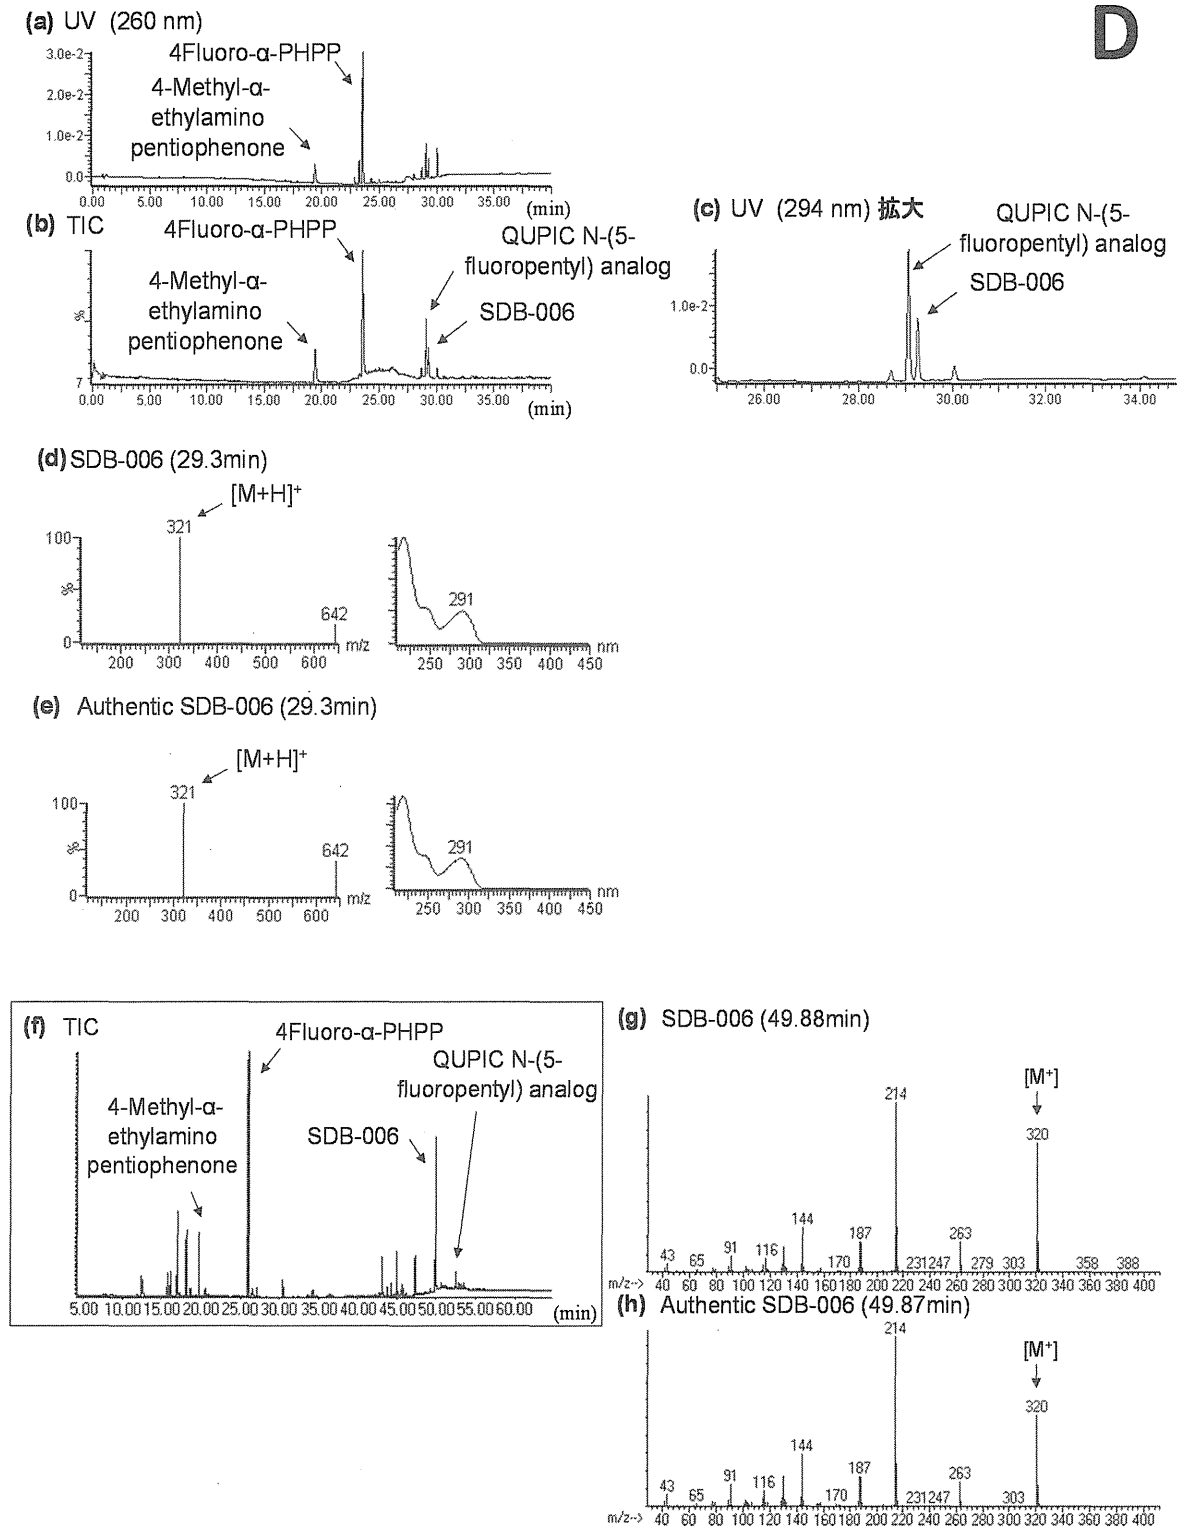 D
(a) UV (260 nm)
4Fluoro-α-PHPP
4-Methyl-α-
ethylamino
pentiophenone
3.0e-2
2.0e-2
1.0e-2
0.0
0.00 5.00 10.00 15.00 20.00 25.00 30.00 35.00
(min)
(b) TIC
4Fluoro-α-PHPP
QUPIC N-(5-
fluoropentyl) analog
4-Methyl-α-
ethylamino
pentiophenone
SDB-006
%
7
0.00 5.00 10.00 15.00 20.00 25.00 30.00 35.00
(min)
(c) UV (294 nm) 拡大
QUPIC N-(5-
fluoropentyl) analog
SDB-006
1.0e-2
0.0
26.00 28.00 30.00 32.00 34.00
(d) SDB-006 (29.3min)
[M+H]+
321
100
%
642
0
m/z
200 300 400 500 600
291
nm
250 300 350 400 450
(e) Authentic SDB-006 (29.3min)
[M+H]+
321
100
%
642
0
m/z
200 300 400 500 600
291
nm
250 300 350 400 450
(f) TIC
4Fluoro-α-PHPP
QUPIC N-(5-
fluoropentyl) analog
4-Methyl-α-
ethylamino
pentiophenone
SDB-006
5.00 10.00 15.00 20.00 25.00 30.00 35.00 40.00 45.00 50.00 55.00 60.00
(min)
(g) SDB-006 (49.88min)
[M+]
214
320
144
187
263
43 65 91 116 170 231 247 279 303 358 388
m/z--> 40 60 80 100 120 140 160 180 200 220 240 260 280 300 320 340 360 380 400
(h) Authentic SDB-006 (49.87min)
214
[M+]
320
144
187
263
43 65 91 116 170 231 247 303
m/z--> 40 60 80 100 120 140 160 180 200 220 240 260 280 300 320 340 360 380 400